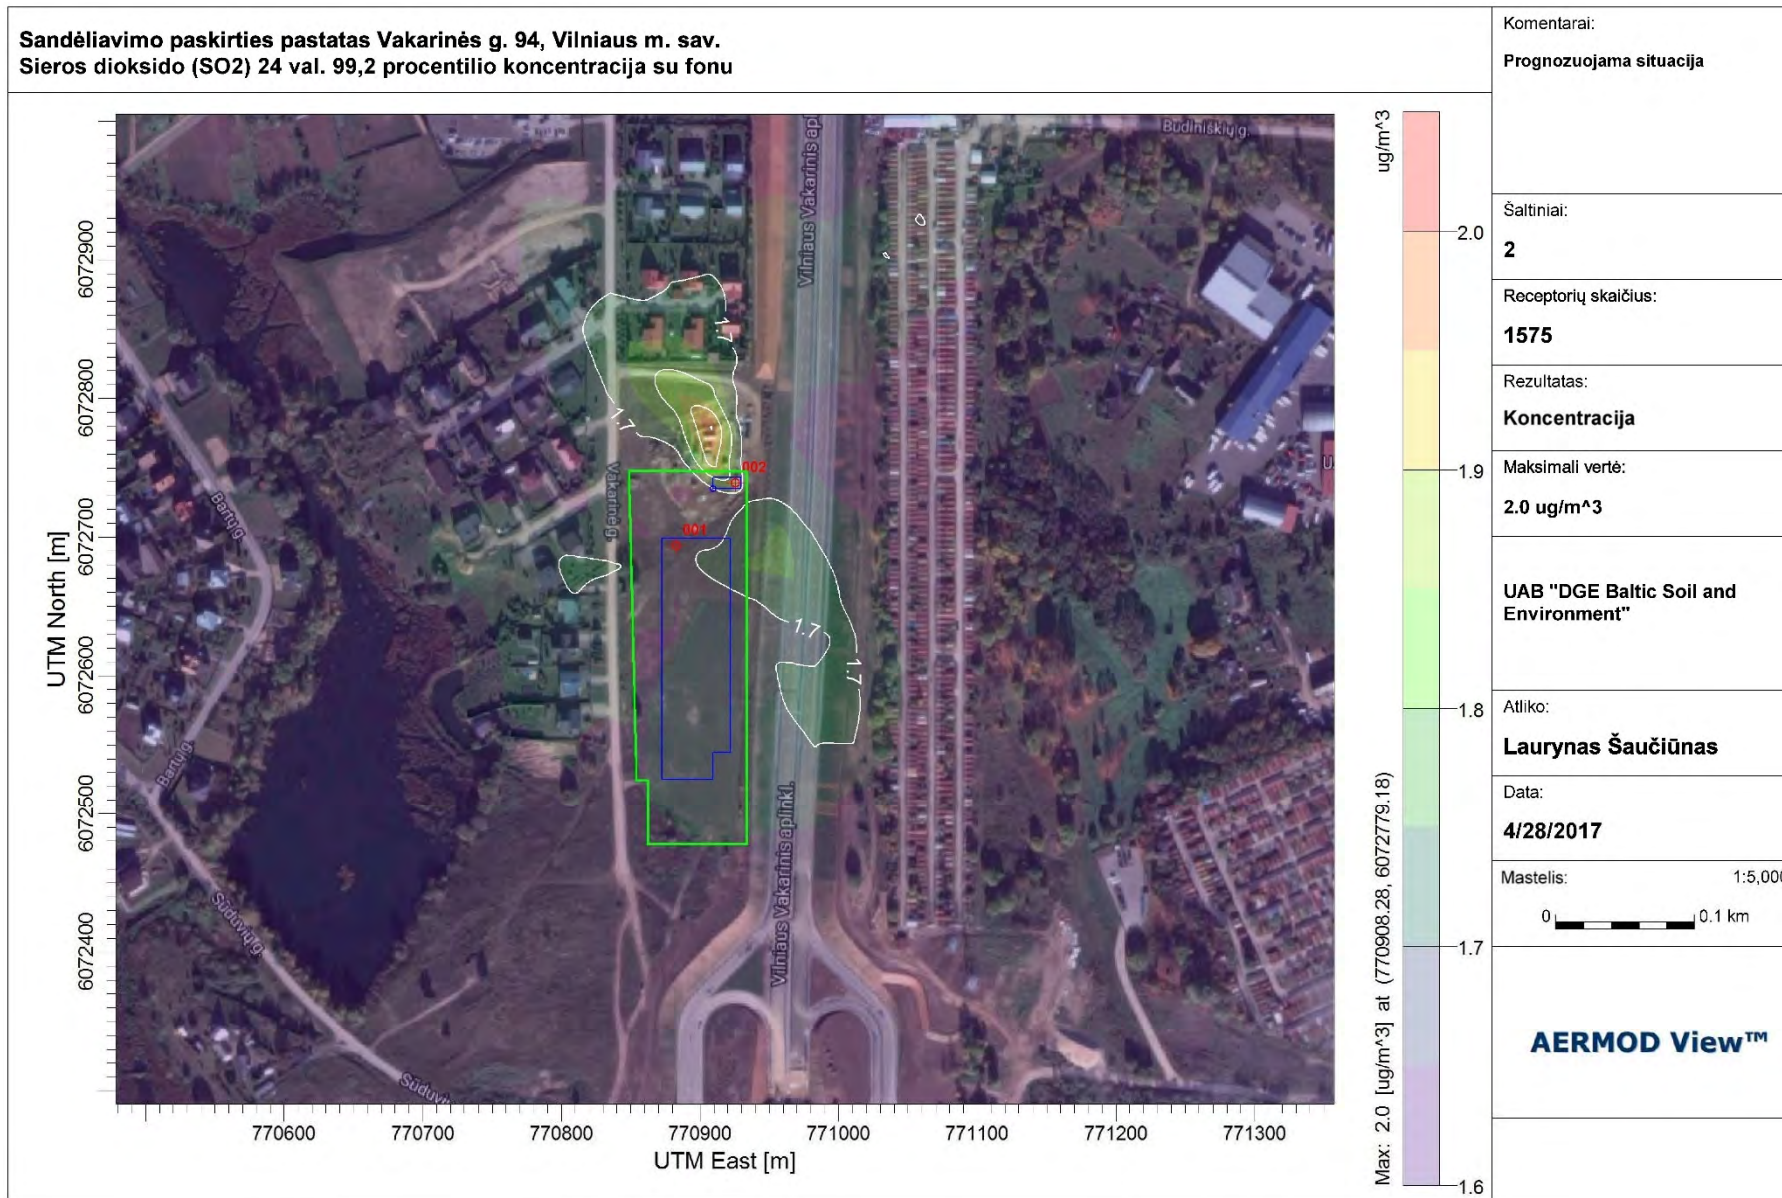 Sandėliavimo paskirties pastatas Vakarinės g. 94, Vilniaus m. sav.
Sieros dioksido (SO2) 24 val. 99,2 procentilio koncentracija su fonu
Komentarai:
Prognozuojama situacija
Šaltiniai:
2
Receptorių skaičius:
1575
Rezultatas:
Koncentracija
Maksimali vertė:
2.0 ug/m^3
UAB "DGE Baltic Soil and
Environment"
Atliko:
Laurynas Šaučiūnas
Data:
4/28/2017
Mastelis:
1:5,000
0
0.1 km
AERMOD View™
UTM North [m]
6072900
6072800
6072700
6072600
6072500
6072400
770600
770700
770800
770900
771000
771100
771200
771300
UTM East [m]
Budiniškių g.
Vilniaus Vakarinis apl
Vakarinė g.
Bartų g.
Bartų g.
Sūduvių g.
Sūduvi
Vilniaus Vakarinis aplinkl.
1.7
1.7
1.7
1.7
002
001
ug/m^3
2.0
1.9
1.8
1.7
1.6
Max: 2.0 [ug/m^3] at (770908.28, 6072779.18)